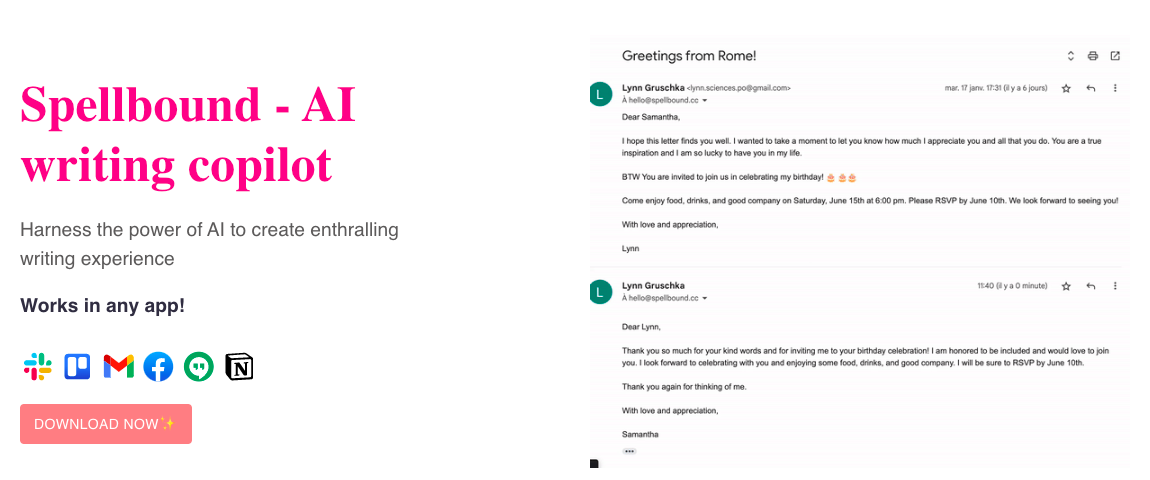 Spellbound - AI
writing copilot
Harness the power of AI to create enthralling
writing experience
Works in any app!
DOWNLOAD NOW✨
Greetings from Rome!
L
Lynn Gruschka <lynn.sciences.po@gmail.com>
mar. 17 janv. 17:31 (il y a 6 jours)
À hello@spellbound.cc
Dear Samantha,
I hope this letter finds you well. I wanted to take a moment to let you know how much I appreciate you and all that you do. You are a true
inspiration and I am so lucky to have you in my life.
BTW You are invited to join us in celebrating my birthday! 🎂 🎂🎂
Come enjoy food, drinks, and good company on Saturday, June 15th at 6:00 pm. Please RSVP by June 10th. We look forward to seeing you!
With love and appreciation,
Lynn
L
Lynn Gruschka
11:40 (il y a 0 minute)
À hello@spellbound.cc
Dear Lynn,
Thank you so much for your kind words and for inviting me to your birthday celebration! I am honored to be included and would love to join
you. I look forward to celebrating with you and enjoying some food, drinks, and good company. I will be sure to RSVP by June 10th.
Thank you again for thinking of me.
With love and appreciation,
Samantha